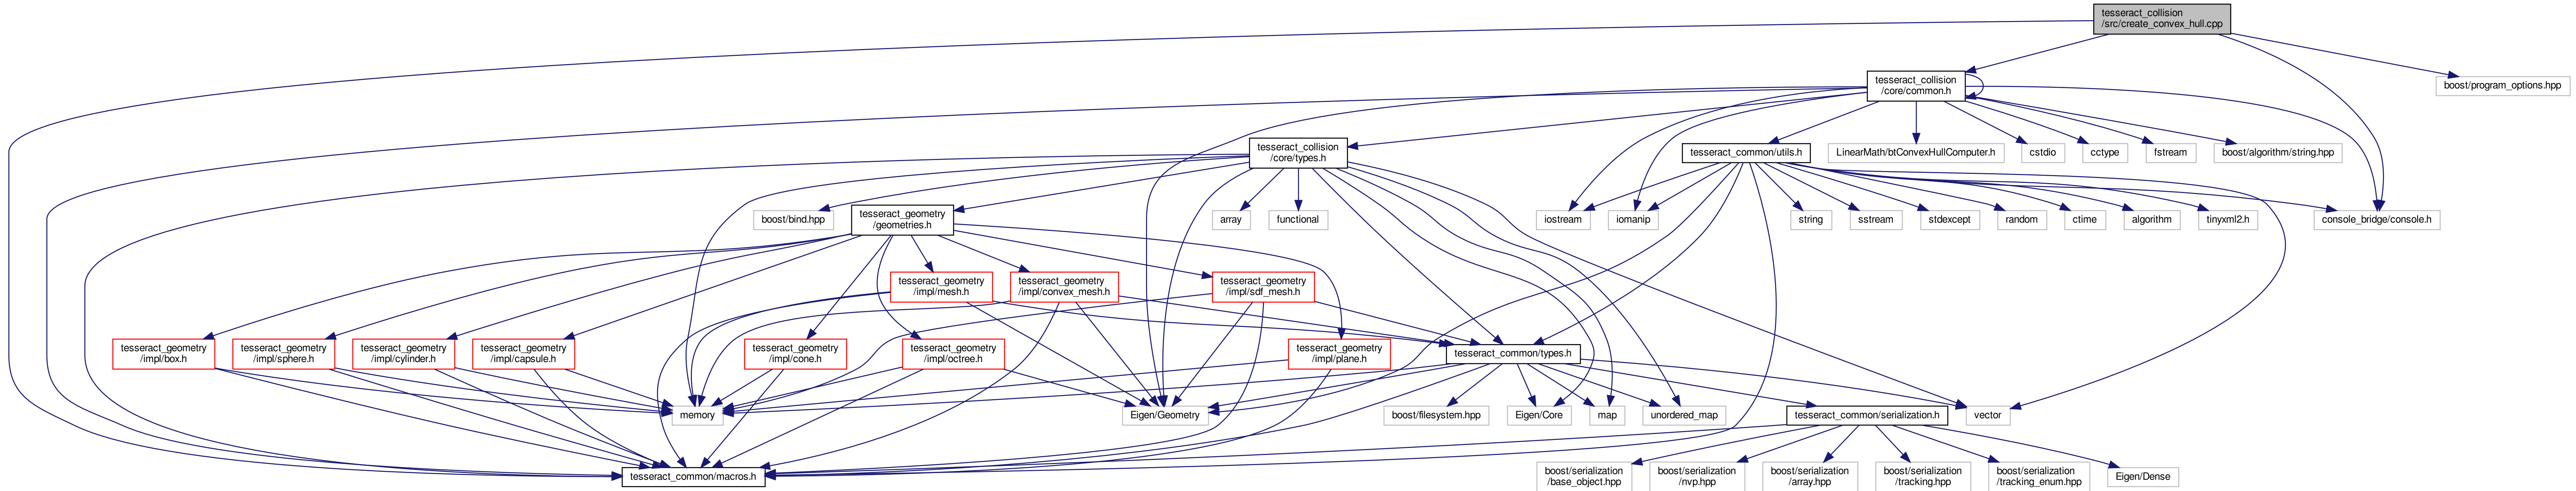 tesseract_collision
/src/create_convex_hull.cpp
tesseract_collision
/core/common.h
boost/program_options.hpp
tesseract_collision
/core/types.h
tesseract_common/utils.h
LinearMath/btConvexHullComputer.h
cstdio
cctype
fstream
boost/algorithm/string.hpp
boost/bind.hpp
tesseract_geometry
/geometries.h
array
functional
iostream
iomanip
string
sstream
stdexcept
random
ctime
algorithm
tinyxml2.h
console_bridge/console.h
tesseract_geometry
/impl/mesh.h
tesseract_geometry
/impl/convex_mesh.h
tesseract_geometry
/impl/sdf_mesh.h
tesseract_geometry
/impl/box.h
tesseract_geometry
/impl/sphere.h
tesseract_geometry
/impl/cylinder.h
tesseract_geometry
/impl/capsule.h
tesseract_geometry
/impl/cone.h
tesseract_geometry
/impl/octree.h
tesseract_geometry
/impl/plane.h
tesseract_common/types.h
memory
Eigen/Geometry
boost/filesystem.hpp
Eigen/Core
map
unordered_map
tesseract_common/serialization.h
vector
tesseract_common/macros.h
boost/serialization
/base_object.hpp
boost/serialization
/nvp.hpp
boost/serialization
/array.hpp
boost/serialization
/tracking.hpp
boost/serialization
/tracking_enum.hpp
Eigen/Dense